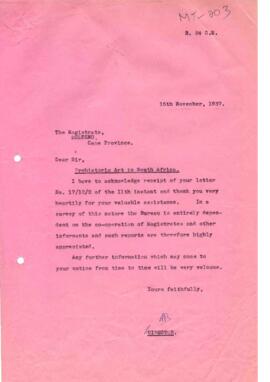 MT-203
R. 24 C.E.
15th November, 1937.
The Magistrate,
Cape Province.
Dear Sir,
Prehistoric Art in South Africa.
I have to acknowledge receipt of your letter
No. 17/12/2 of the 11th instant and thank you very
heartily for your valuable assistance. In a
survey of this nature the Bureau is entirely depen-
dent on the co-operation of Magistrates and other
informants and such reports are therefore highly
appreciated.
Any further information which may come to
your notice from time to time will be very welcome.
Yours faithfully,
DIRECTOR.